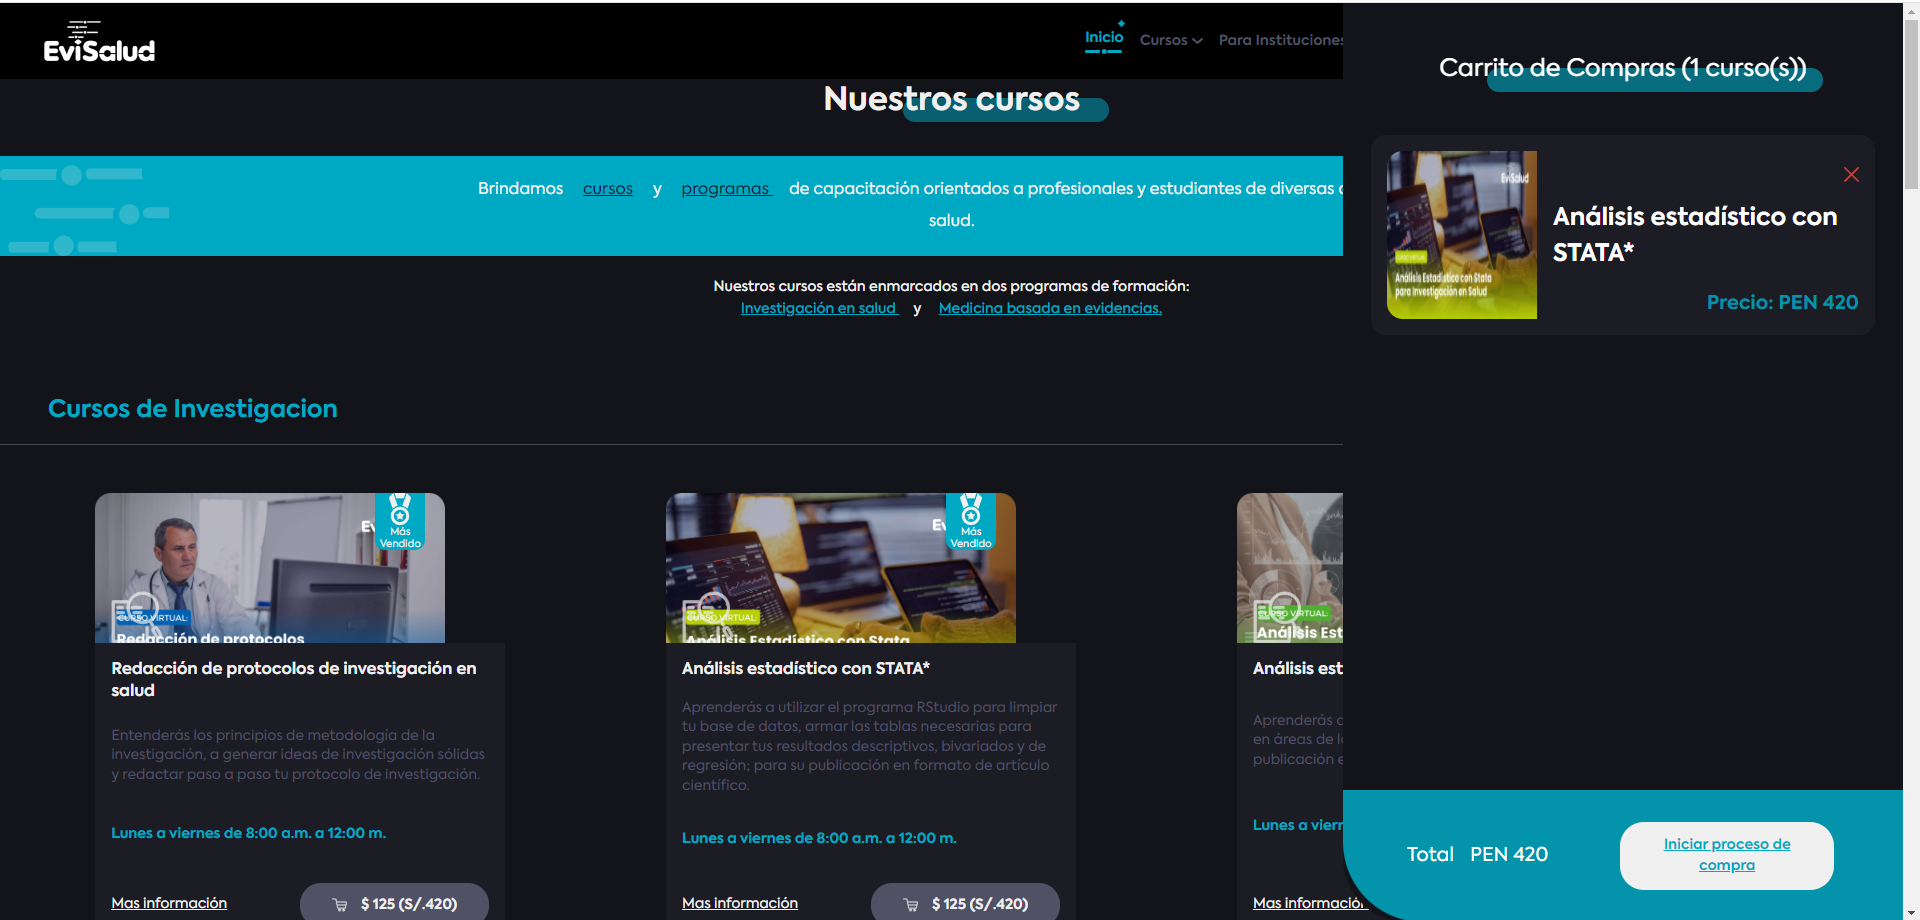 EviSalud
Inicio
Cursos
Para Instituciones
Nuestros cursos
Brindamos cursos y programas de capacitación orientados a profesionales y estudiantes de diversas
salud.
Nuestros cursos están enmarcados en dos programas de formación:
Investigación en salud y Medicina basada en evidencias.
Cursos de Investigacion
Más
Vendido
CURSO VIRTUAL:
Redacción de protocolos
Redacción de protocolos de investigación en
salud
Entenderás los principios de metodología de la
investigación, a generar ideas de investigación sólidas
y redactar paso a paso tu protocolo de investigación.
Lunes a viernes de 8:00 a.m. a 12:00 m.
Mas información
$ 125 (S/.420)
Más
Vendido
CURSO VIRTUAL:
Análisis Estadístico con Stata
Análisis estadístico con STATA*
Aprenderás a utilizar el programa RStudio para limpiar
tu base de datos, armar las tablas necesarias para
presentar tus resultados descriptivos, bivariados y de
regresión; para su publicación en formato de artículo
científico.
Lunes a viernes de 8:00 a.m. a 12:00 m.
Mas información
$ 125 (S/.420)
CURSO VIRTUAL:
Análisis Est
Análisis est
Aprenderás
en áreas de
publicación
Lunes a vier
Mas información
Carrito de Compras (1 curso(s))
EviSalud
CURSO VIRTUAL
Análisis Estadístico con Stata
para Investigación en Salud
Análisis estadístico con
STATA*
Precio: PEN 420
Total PEN 420
Iniciar proceso de
compra